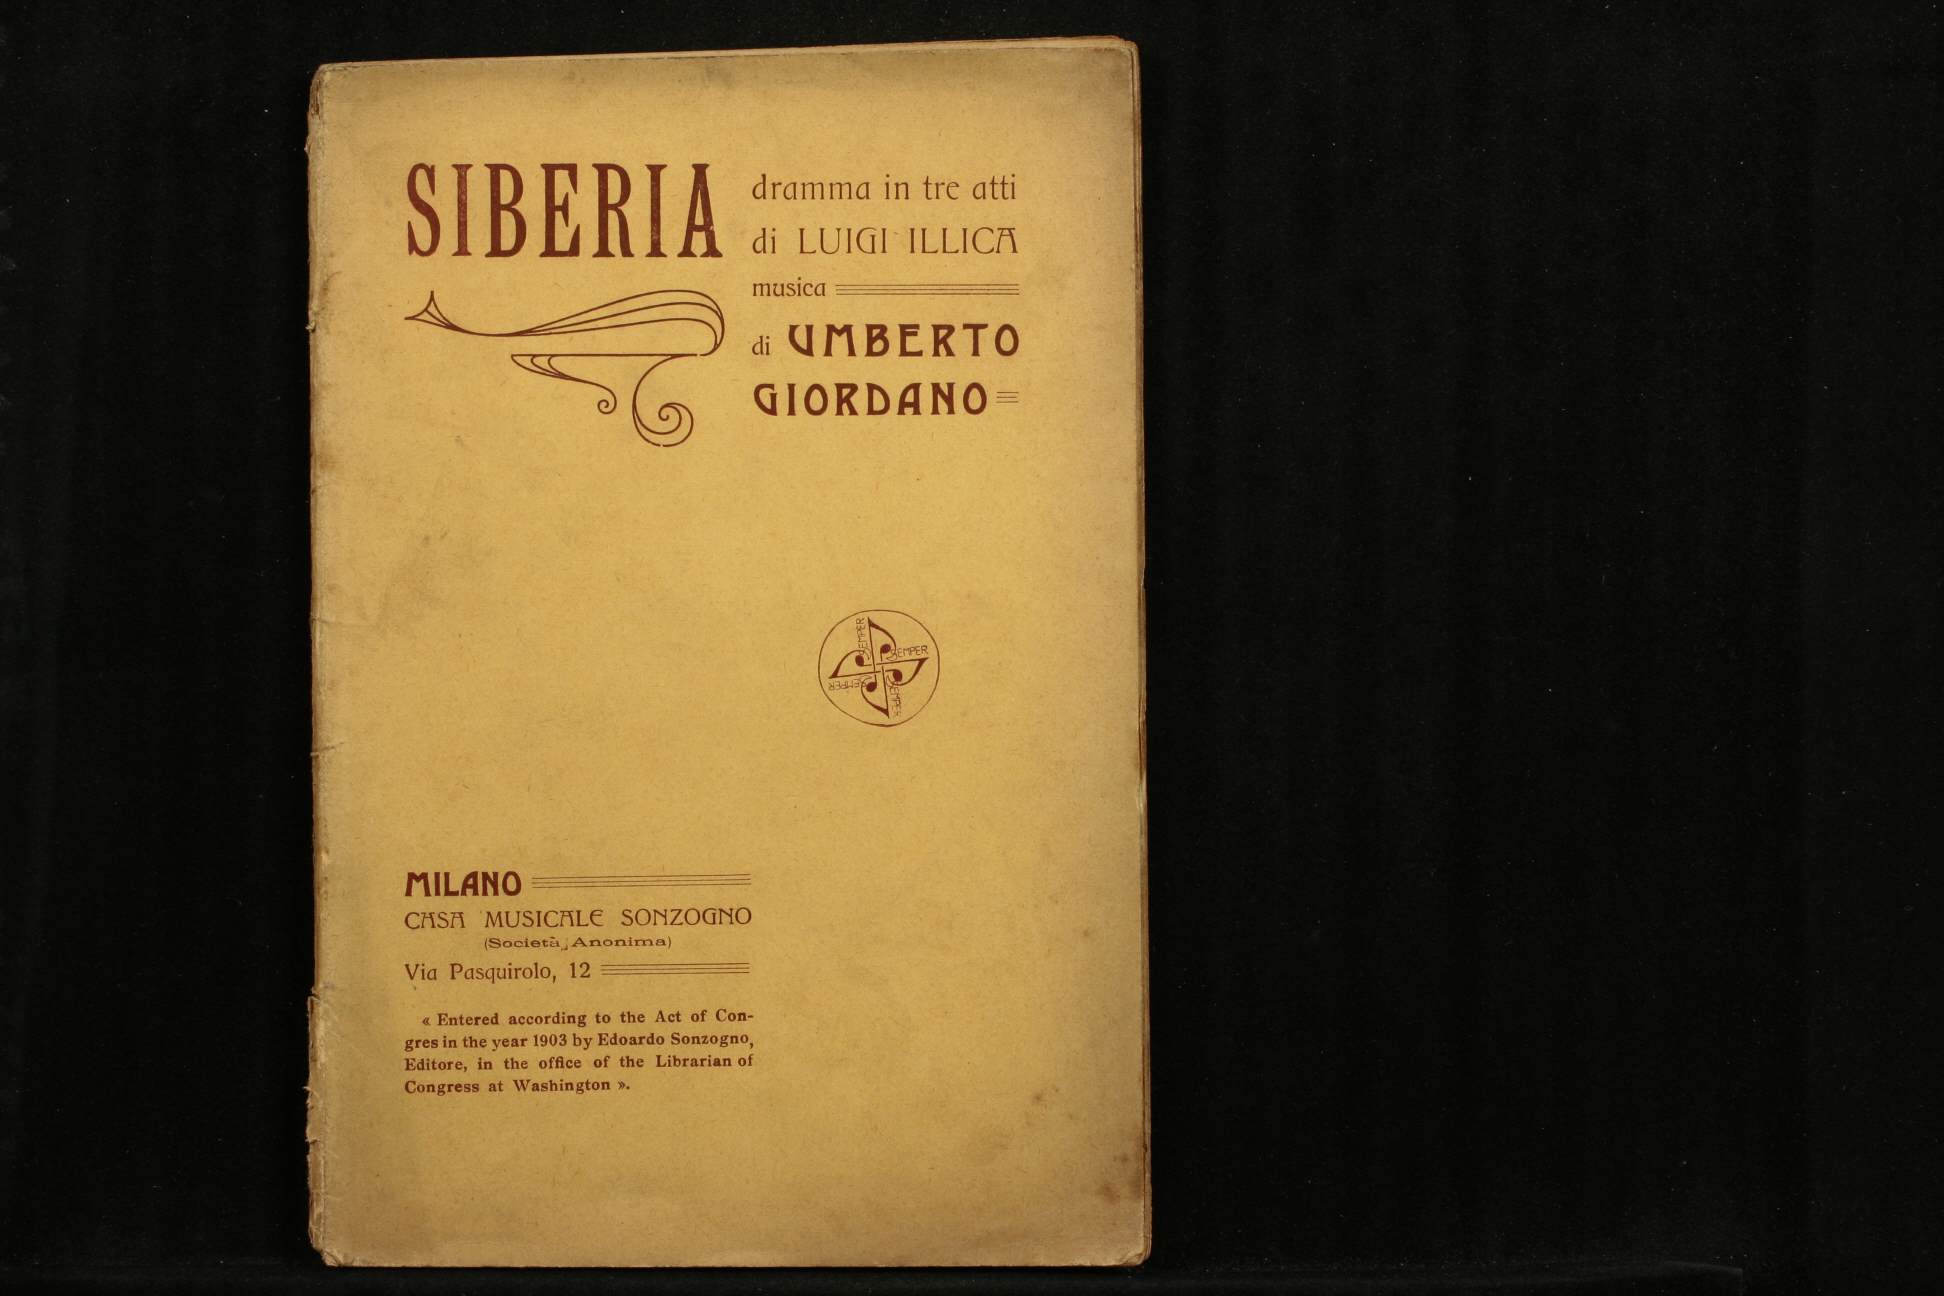 SIBERIA
dramma in tre atti
di LUIGI ILLICA
musica
di UMBERTO
GIORDANO
SEMPER
SEMPER
SEMPER
SEMPER
MILANO
CASA MUSICALE SONZOGNO
(Società Anonima)
Via Pasquirolo, 12
« Entered according to the Act of Con-
gres in the year 1903 by Edoardo Sonzogno,
Editore, in the office of the Librarian of
Congress at Washington ».